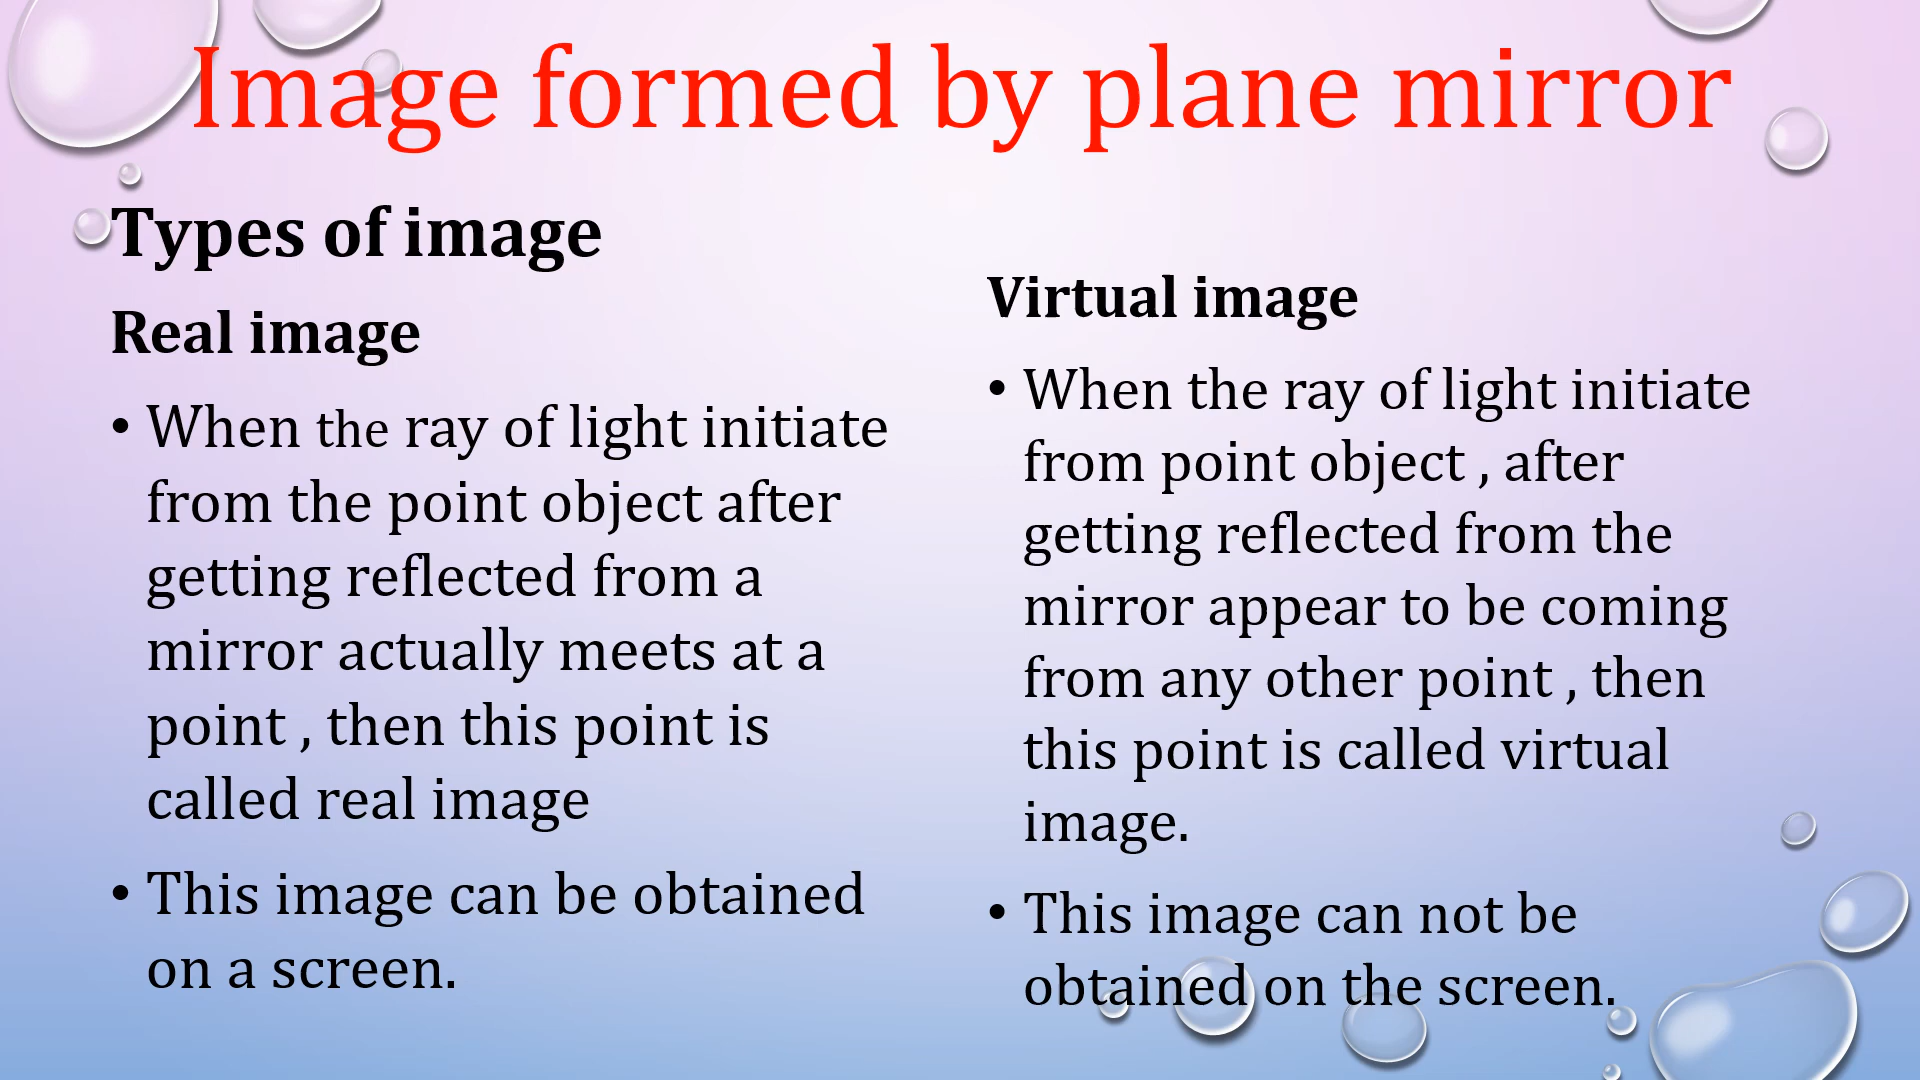 Image formed by plane mirror
Types of image
Real image
• When the ray of light initiate
from the point object after
getting reflected from a
mirror actually meets at a
point , then this point is
called real image
• This image can be obtained
on a screen.
Virtual image
• When the ray of light initiate
from point object , after
getting reflected from the
mirror appear to be coming
from any other point , then
this point is called virtual
image.
• This image can not be
obtained on the screen.